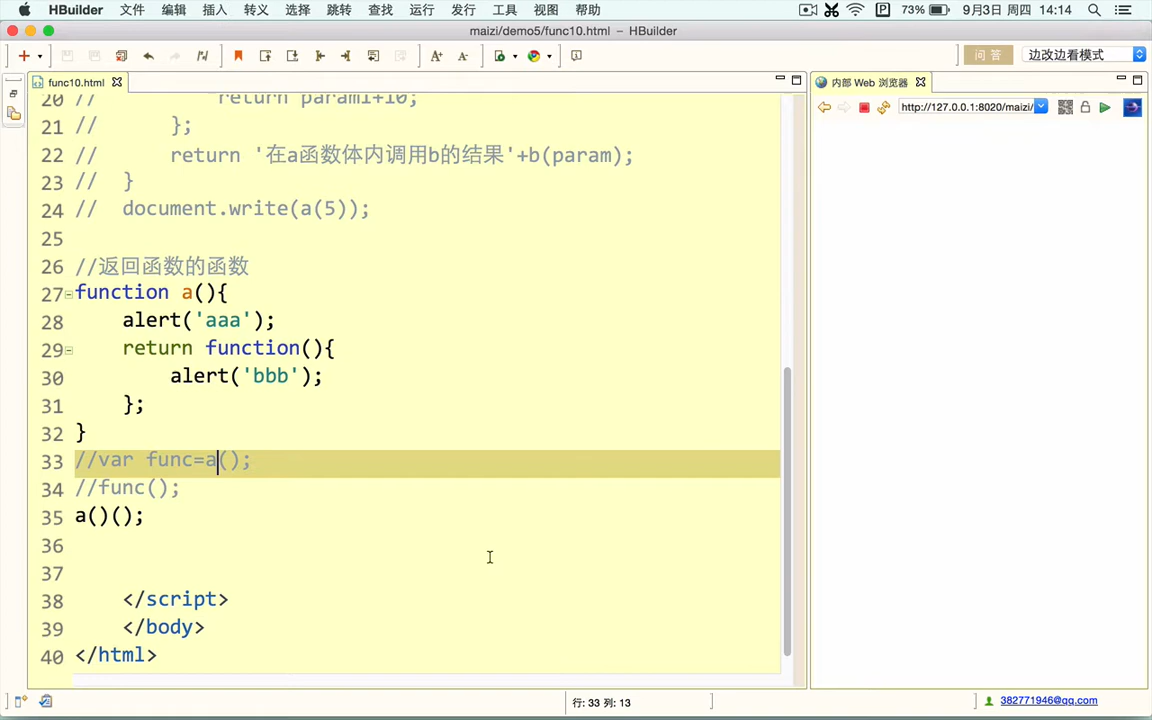 HBuilder 文件 编辑 插入 转义 选择 跳转 查找 运行 发行 工具 视图 帮助 73% 9月3日 周四 14:14
maizi/demo5/func10.html — HBuilder
问 答 边改边看模式
func10.html 内部 Web 浏览器
http://127.0.0.1:8020/maizi/
20 // return param1+10;
21 // };
22 // return '在a函数体内调用b的结果'+b(param);
23 // }
24 // document.write(a(5));
25
26 //返回函数的函数
27 function a(){
28 alert('aaa');
29 return function(){
30 alert('bbb');
31 };
32 }
33 //var func=a();
34 //func();
35 a()();
36
37
38 </script>
39 </body>
40 </html>
行: 33 列: 13
382771946@qq.com